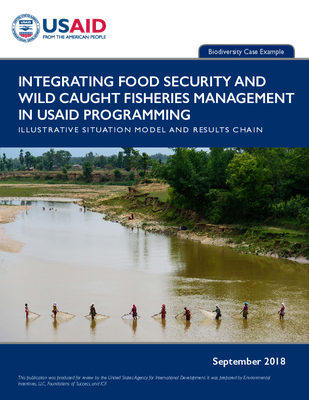 USAID
FROM THE AMERICAN PEOPLE
Biodiversity Case Example
INTEGRATING FOOD SECURITY AND
WILD CAUGHT FISHERIES MANAGEMENT
IN USAID PROGRAMMING
ILLUSTRATIVE SITUATION MODEL AND RESULTS CHAIN
September 2018
This publication was produced for review by the United States Agency for International Development. It was prepared by Environmental
Incentives, LLC, Foundations of Success, and ICF.